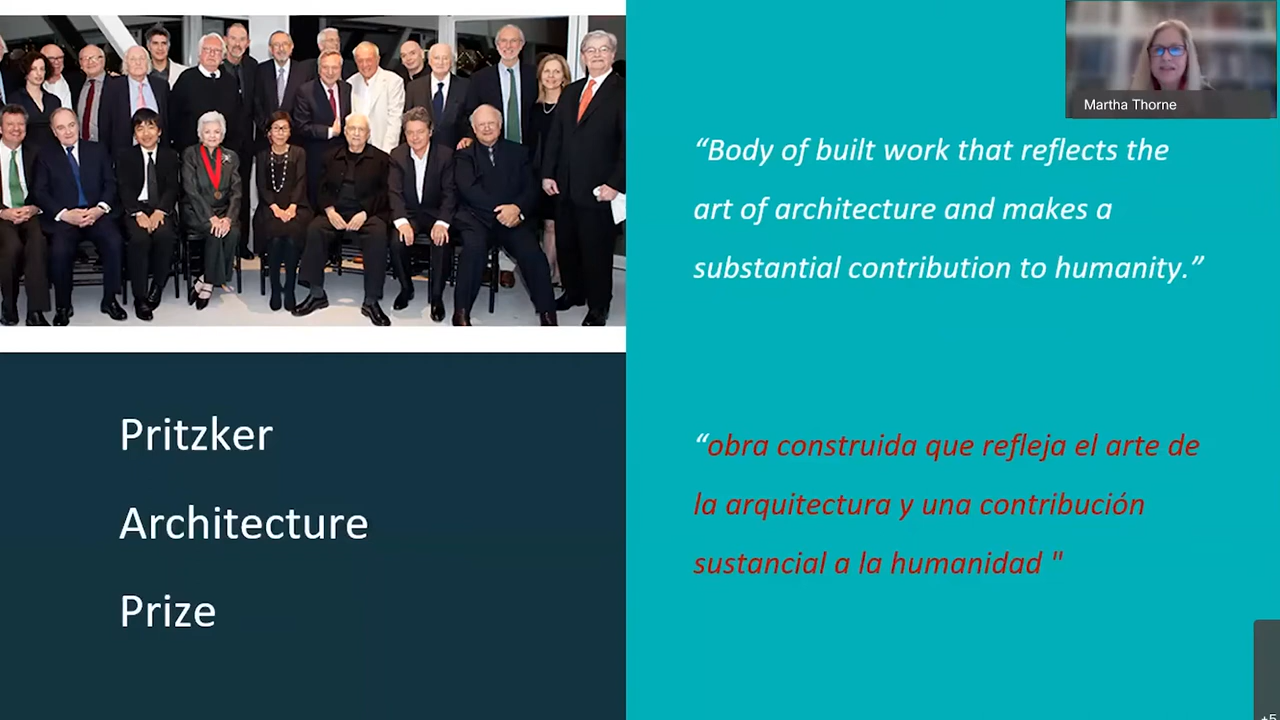 Martha Thorne
“Body of built work that reflects the
art of architecture and makes a
substantial contribution to humanity.”
Pritzker
Architecture
Prize
“obra construida que refleja el arte de
la arquitectura y una contribución
sustancial a la humanidad "